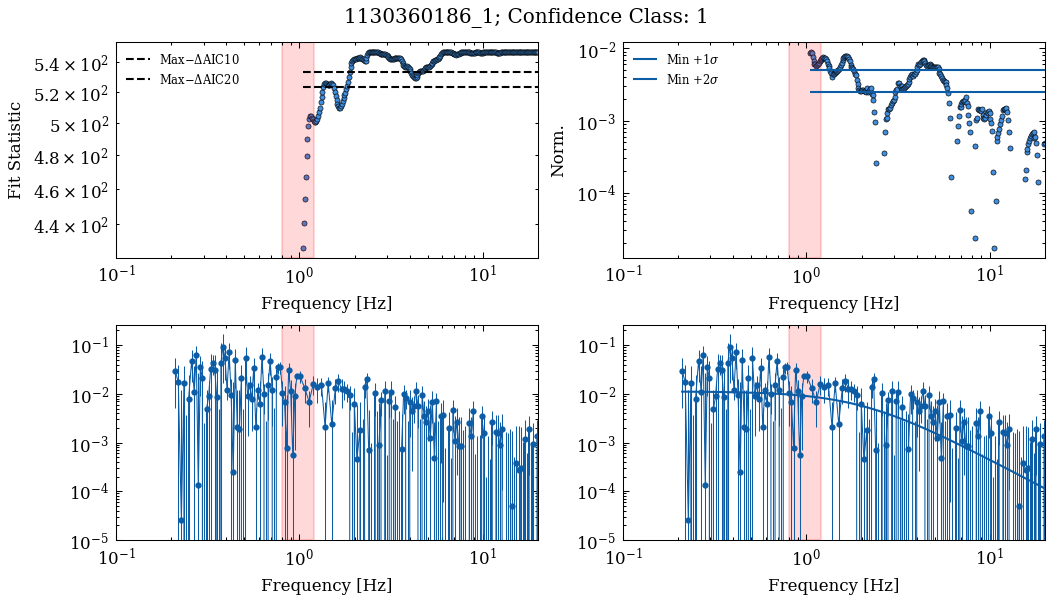 1130360186_1; Confidence Class: 1
Max−ΔAIC10
Max−ΔAIC20
Fit Statistic
5.4 × 10²
5.2 × 10²
5 × 10²
4.8 × 10²
4.6 × 10²
4.4 × 10²
10⁻¹
10⁰
10¹
Frequency [Hz]
Min +1σ
Min +2σ
Norm.
10⁻²
10⁻³
10⁻⁴
10⁻¹
10⁰
10¹
Frequency [Hz]
10⁻¹
10⁻²
10⁻³
10⁻⁴
10⁻⁵
10⁻¹
10⁰
10¹
Frequency [Hz]
10⁻¹
10⁻²
10⁻³
10⁻⁴
10⁻⁵
10⁻¹
10⁰
10¹
Frequency [Hz]